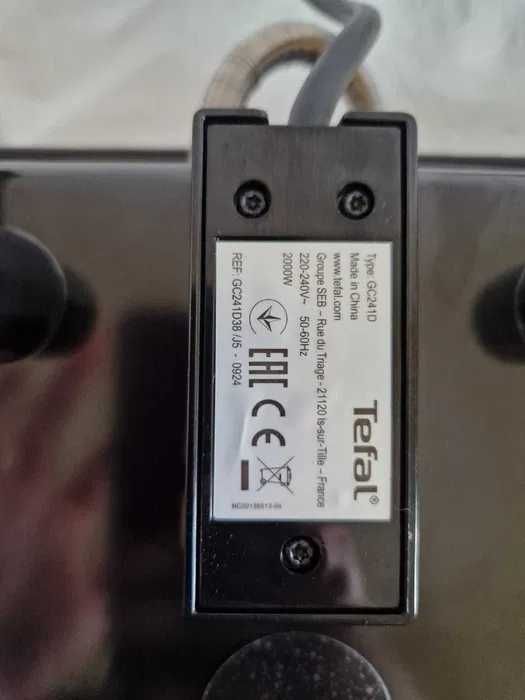 Tefal®
Type: GC241D
Made in China
www.tefal.com
Groupe SEB – Rue du Triage - 21120 Is-sur-Tille – France
220-240V~ 50-60Hz
2000W
EAC CE
REF: GC241D38 /J5 - 0924